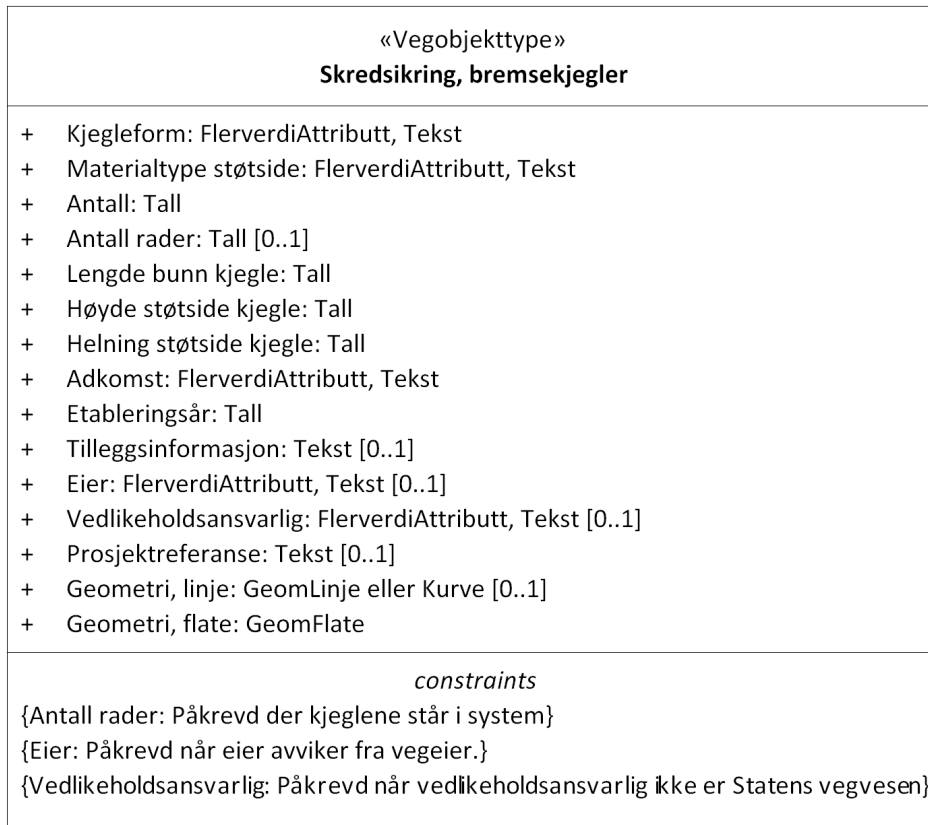 «Vegobjekttype»
Skredsikring, bremsekjegler
+ Kjegleform: FlerverdiAttributt, Tekst
+ Materialtype støtside: FlerverdiAttributt, Tekst
+ Antall: Tall
+ Antall rader: Tall [0..1]
+ Lengde bunn kjegle: Tall
+ Høyde støtside kjegle: Tall
+ Helning støtside kjegle: Tall
+ Adkomst: FlerverdiAttributt, Tekst
+ Etableringsår: Tall
+ Tilleggsinformasjon: Tekst [0..1]
+ Eier: FlerverdiAttributt, Tekst [0..1]
+ Vedlikeholdsansvarlig: FlerverdiAttributt, Tekst [0..1]
+ Prosjektreferanse: Tekst [0..1]
+ Geometri, linje: GeomLinje eller Kurve [0..1]
+ Geometri, flate: GeomFlate
constraints
{Antall rader: Påkrevd der kjeglene står i system}
{Eier: Påkrevd når eier avviker fra vegeier.}
{Vedlikeholdsansvarlig: Påkrevd når vedlikeholdsansvarlig ikke er Statens vegvesen}